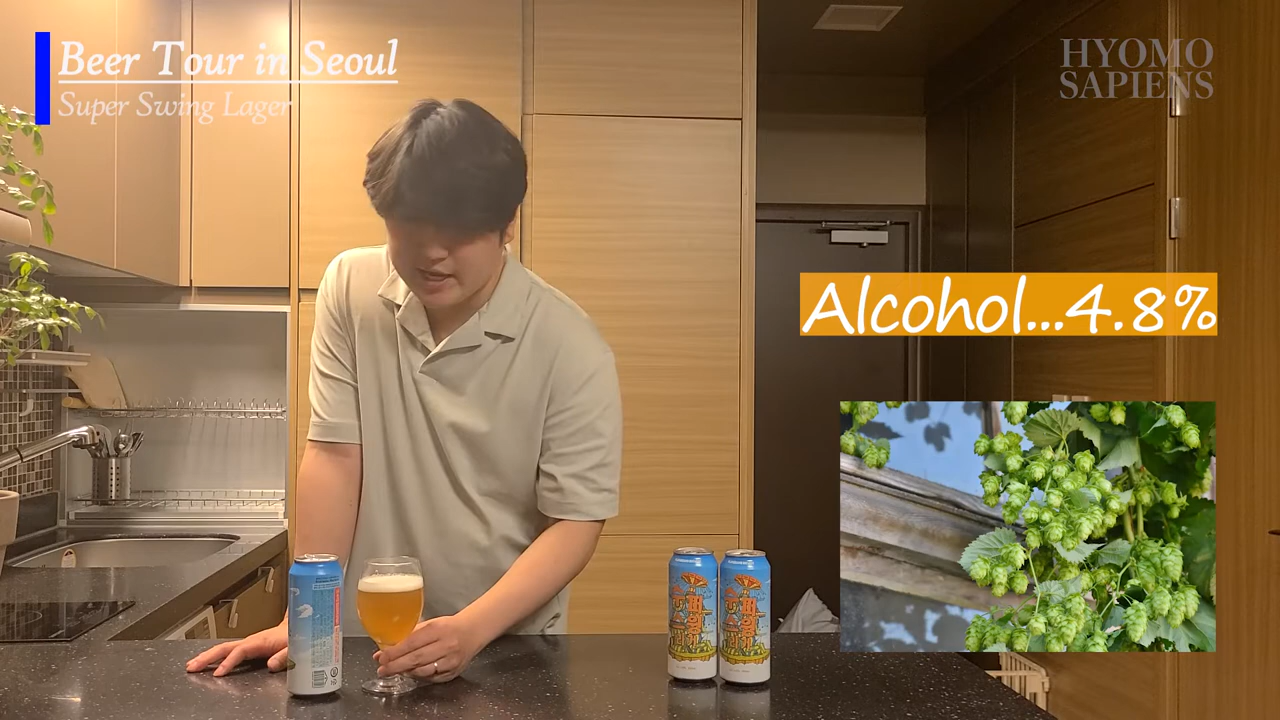 Beer Tour in Seoul
Super Swing Lager
HYOMO
SAPIENS
Alcohol...4.8%